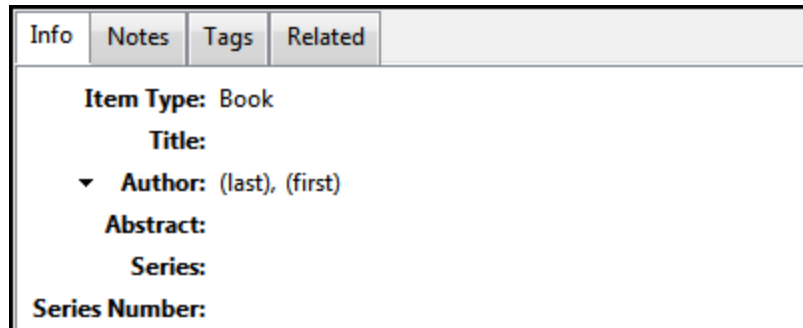 Info Notes Tags Related
Item Type: Book
Title:
Author: (last), (first)
Abstract:
Series:
Series Number: